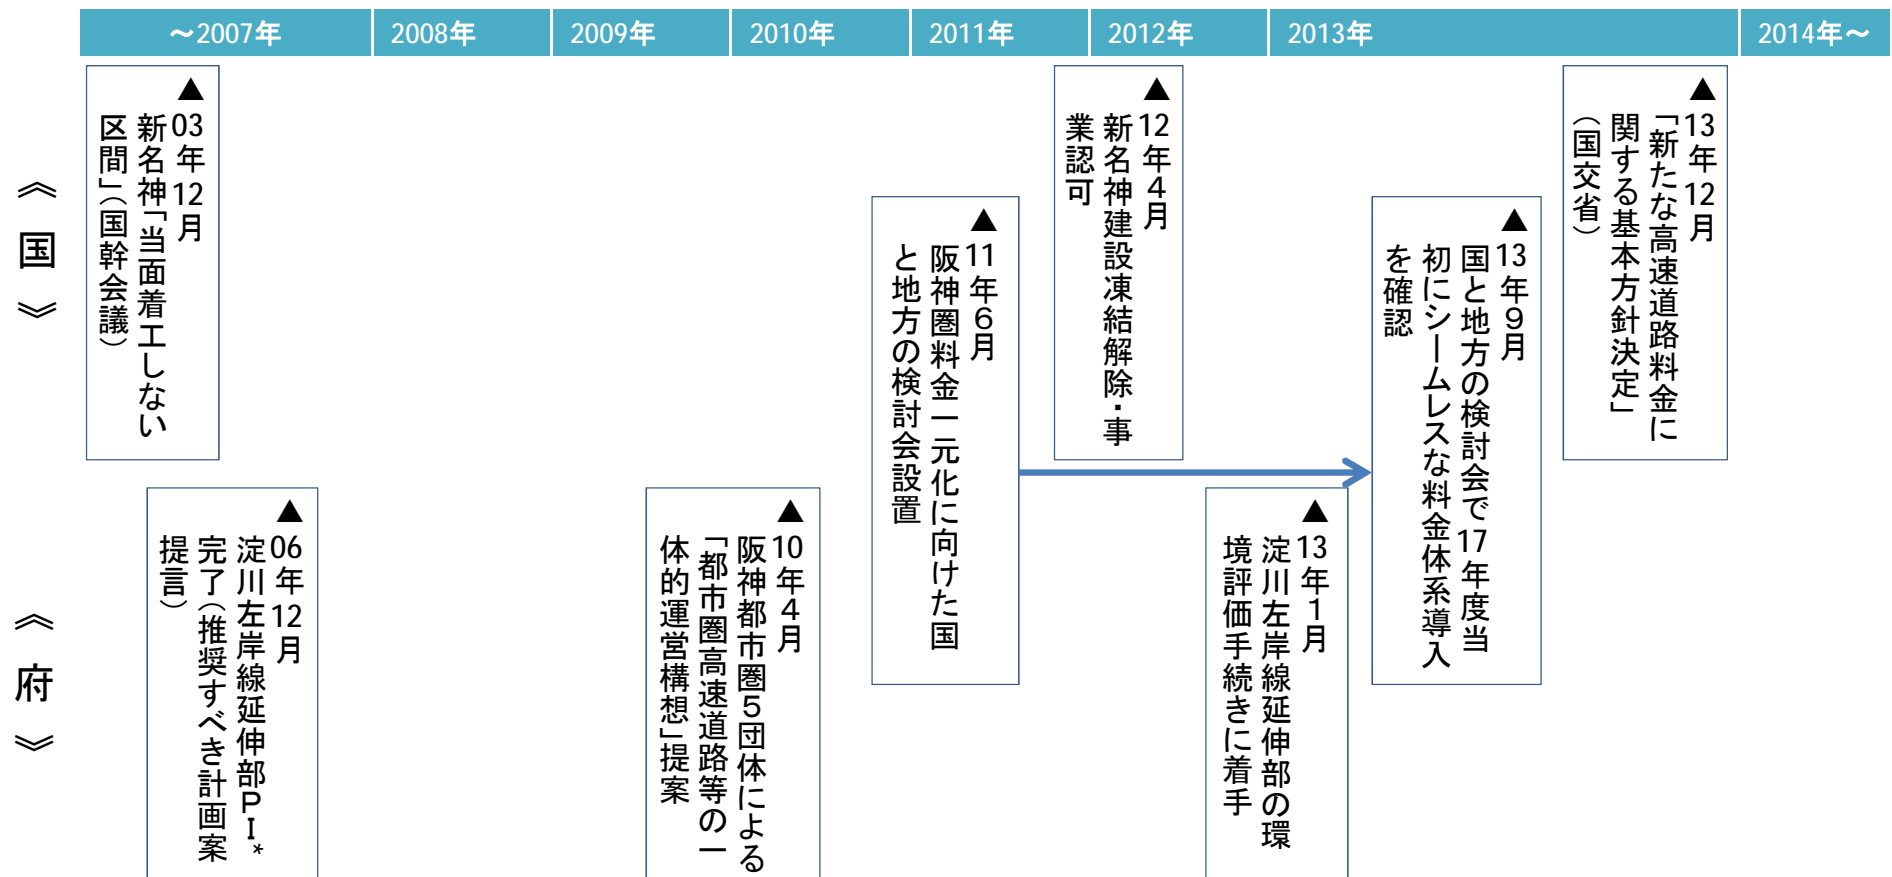 ～2007年
2008年
2009年
2010年
2011年
2012年
2013年
2014年～
《国》
▲
03年12月
新名神「当面着工しない
区間」（国幹会議）
▲
11年６月
阪神圏料金一元化に向けた国
と地方の検討会設置
▲
12年４月
新名神建設凍結解除・事
業認可
▲
13年９月
国と地方の検討会で17年度当
初にシームレスな料金体系導入
を確認
▲
13年12月
「新たな高速道路料金に
関する基本方針決定」
（国交省）
《府》
▲
06年12月
淀川左岸線延伸部ＰＩ*
完了（推奨すべき計画案
提言）
▲
10年４月
阪神都市圏５団体による
「都市圏高速道路等の一
体的運営構想」提案
▲
13年１月
淀川左岸線延伸部の環
境評価手続きに着手